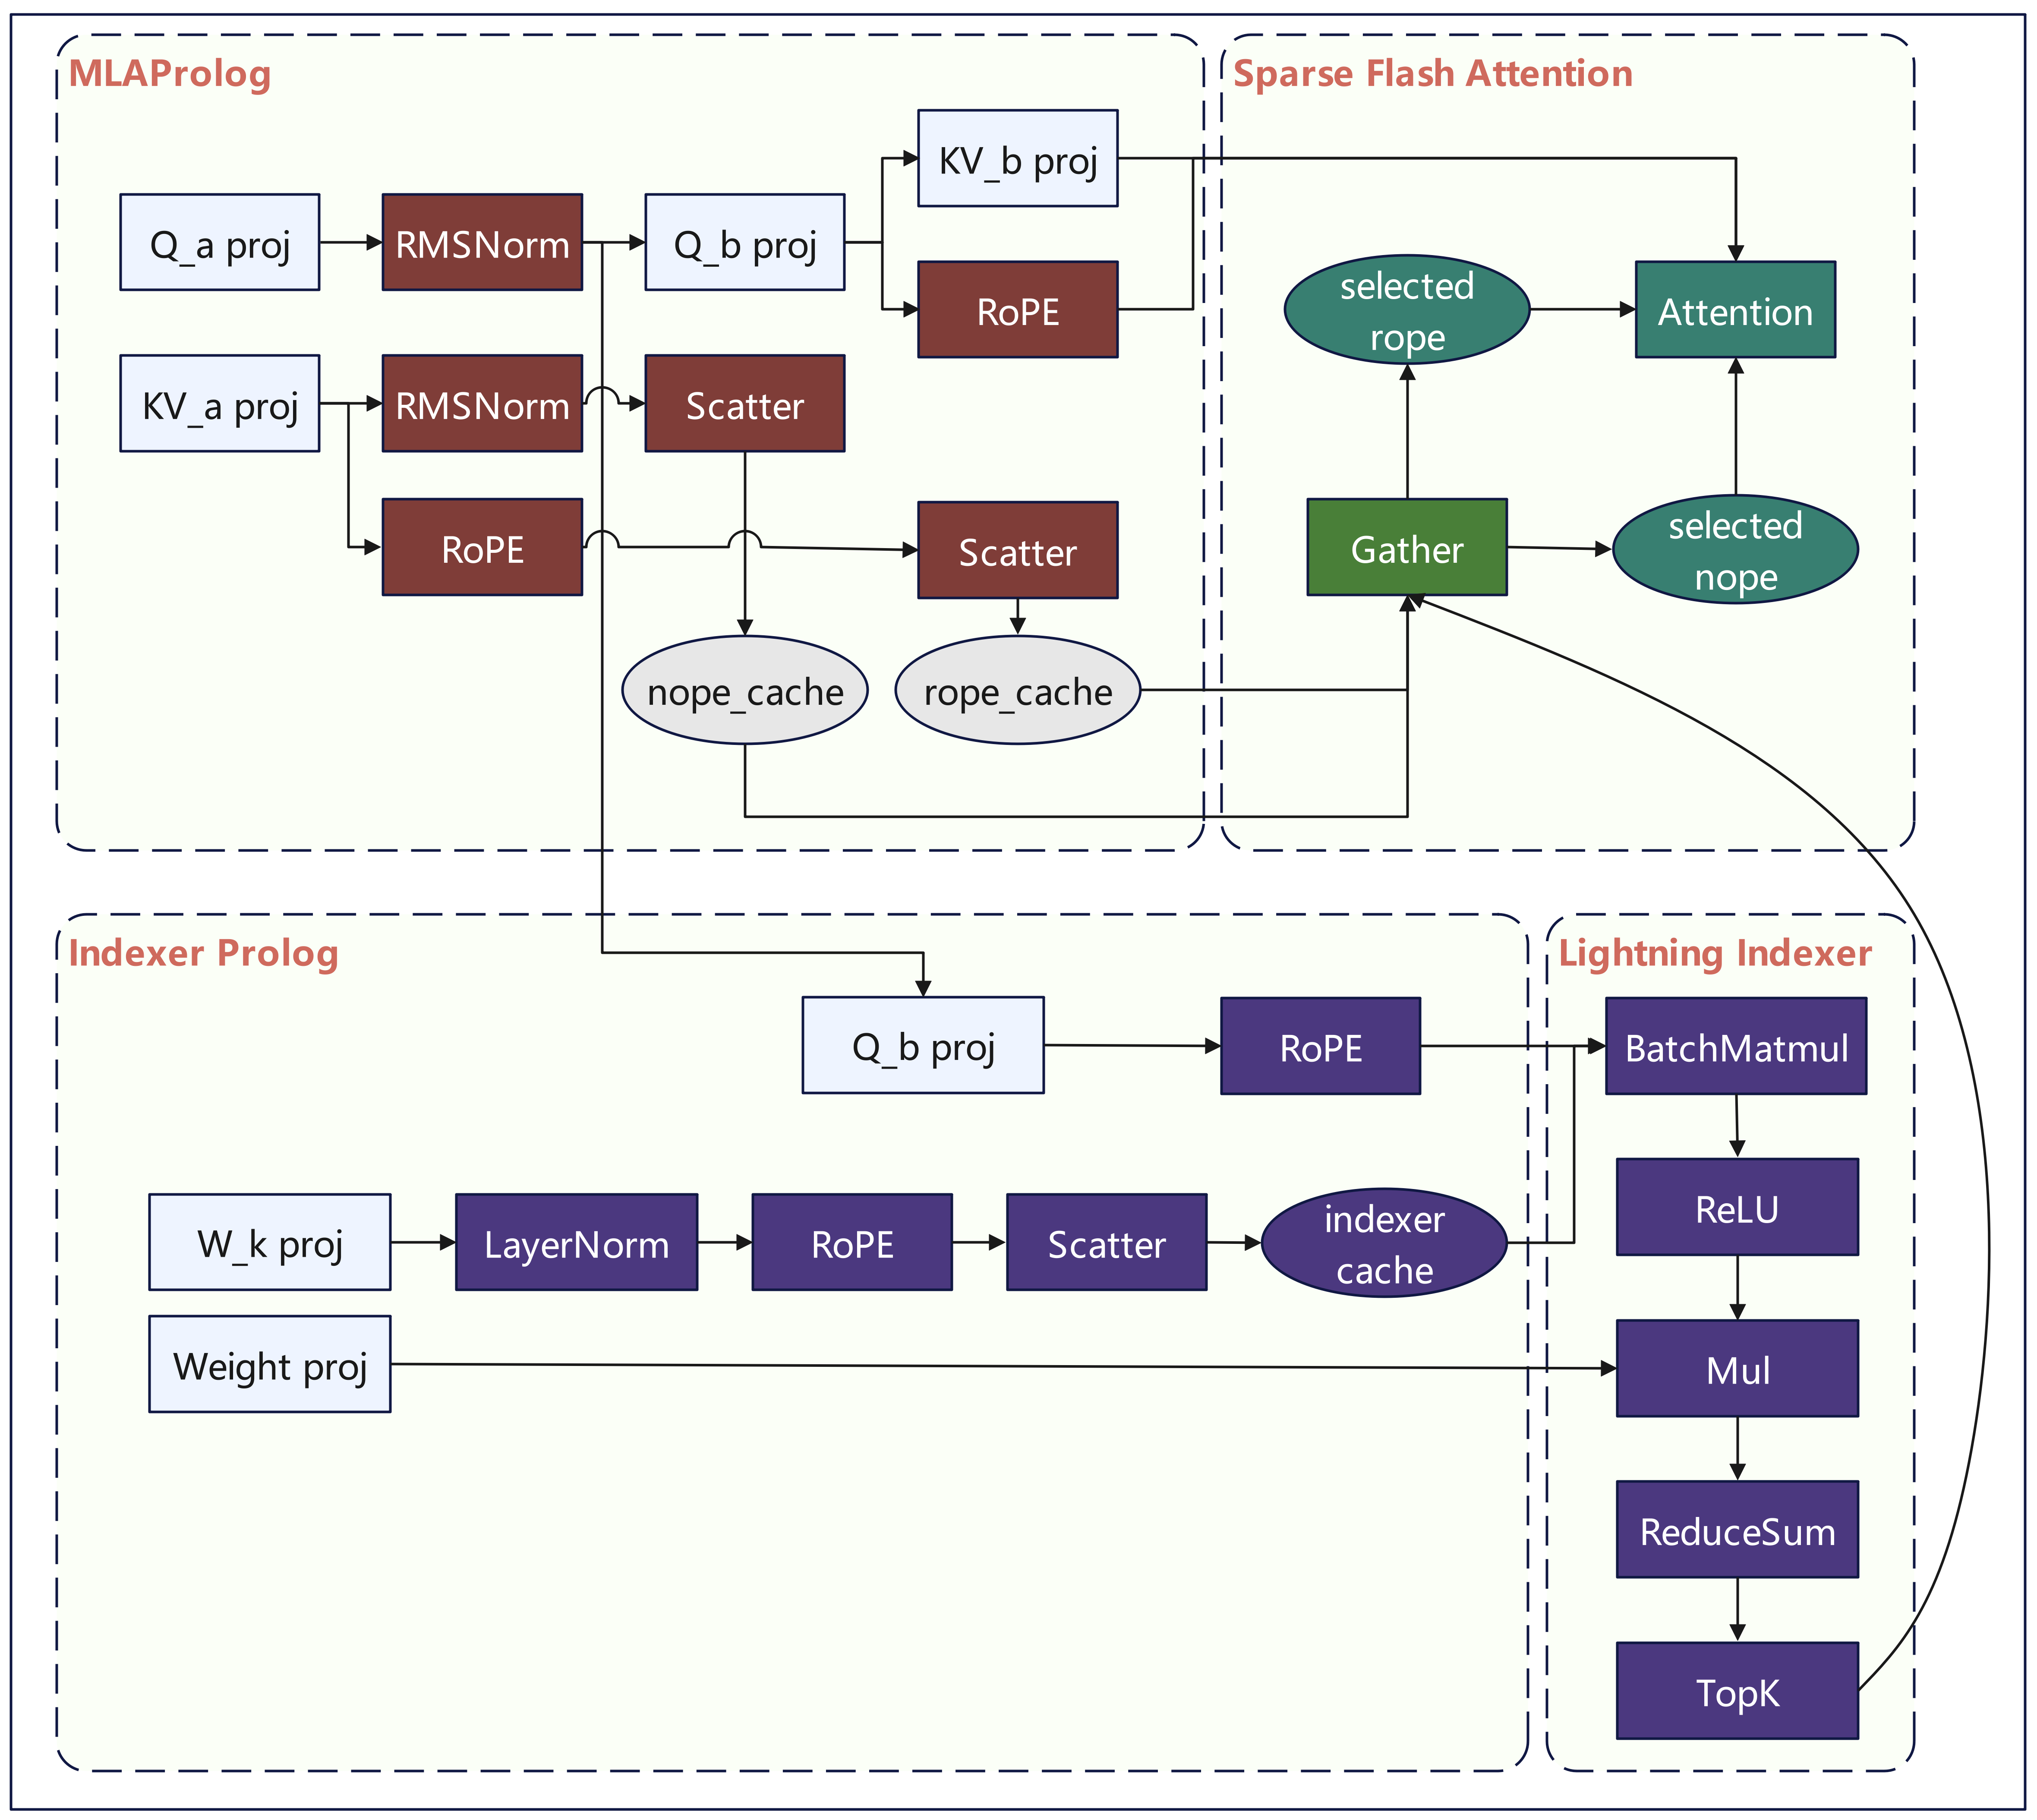 MLAProlog
Q_a proj
RMSNorm
Q_b proj
KV_b proj
RoPE
KV_a proj
RMSNorm
Scatter
RoPE
Scatter
nope_cache
rope_cache
Sparse Flash Attention
selected
rope
Attention
Gather
selected
nope
Indexer Prolog
Q_b proj
RoPE
W_k proj
LayerNorm
RoPE
Scatter
indexer
cache
Weight proj
Lightning Indexer
BatchMatmul
ReLU
Mul
ReduceSum
TopK